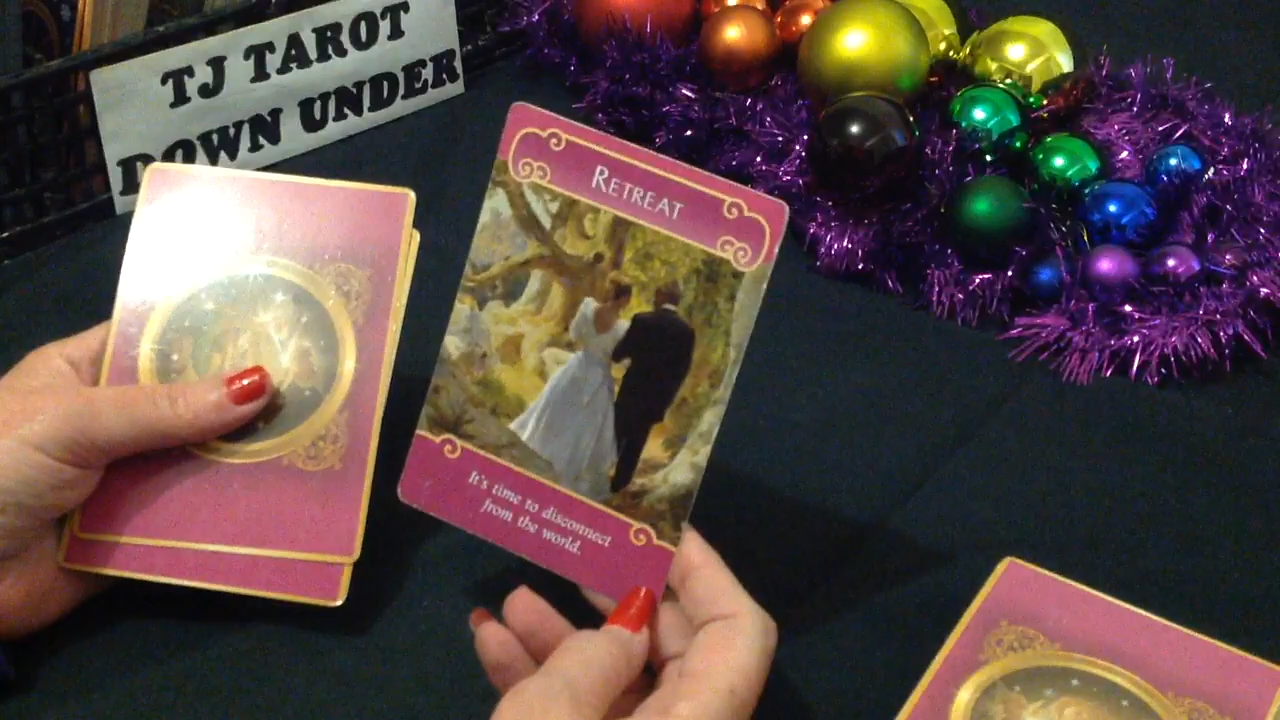 TJ TAROT
DOWN UNDER
RETREAT
It's time to disconnect
from the world.